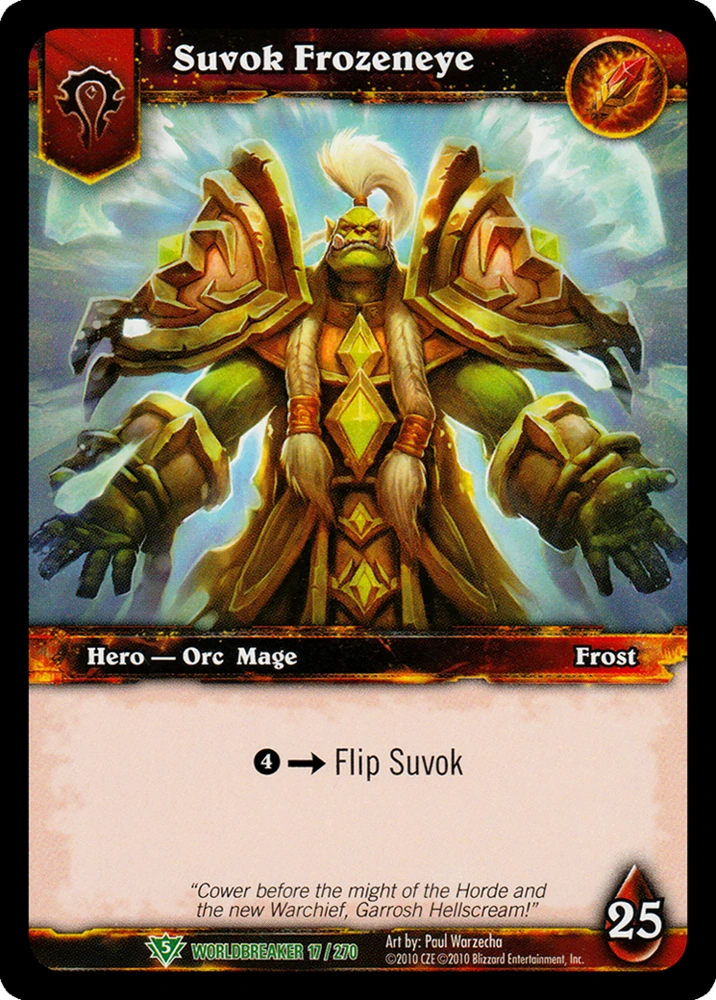 Suvok Frozeneye
Hero — Orc Mage
Frost
4 → Flip Suvok
"Cower before the might of the Horde and
the new Warchief, Garrosh Hellscream!"
25
5 WORLDBREAKER 17 / 270
Art by: Paul Warzecha
©2010 CZE ©2010 Blizzard Entertainment, Inc.